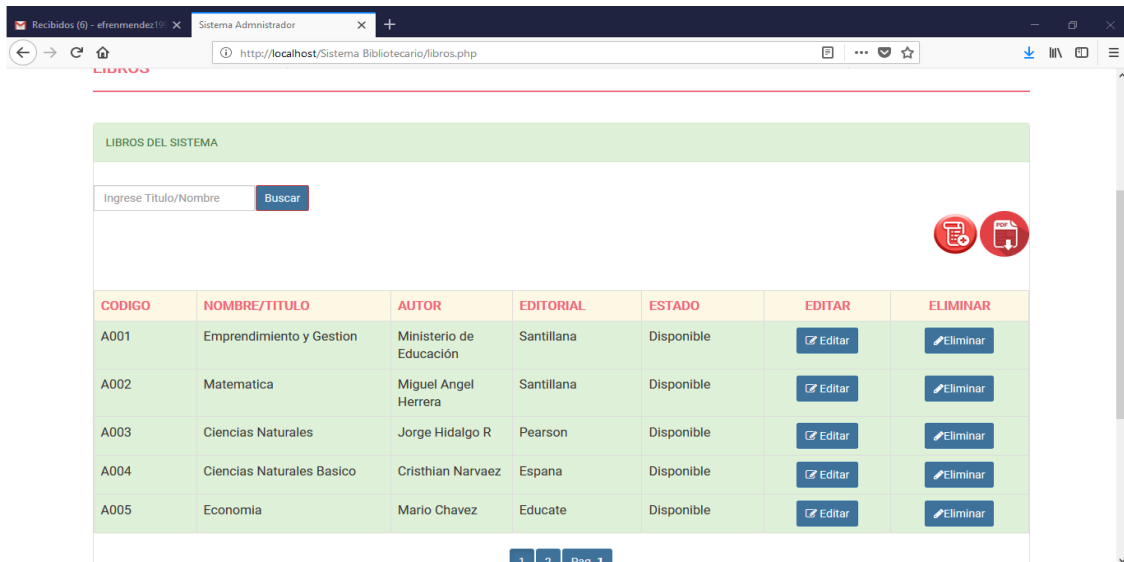 Recibidos (6) - efrenmendez19
Sistema Admnistrador
http://localhost/Sistema Bibliotecario/libros.php
LIBROS
LIBROS DEL SISTEMA
Ingrese Titulo/Nombre Buscar
PDF
CODIGO NOMBRE/TITULO AUTOR EDITORIAL ESTADO EDITAR ELIMINAR
A001 Emprendimiento y Gestion Ministerio de Santillana Disponible Editar Eliminar
Educación
A002 Matematica Miguel Angel Santillana Disponible Editar Eliminar
Herrera
A003 Ciencias Naturales Jorge Hidalgo R Pearson Disponible Editar Eliminar
A004 Ciencias Naturales Basico Cristhian Narvaez Espana Disponible Editar Eliminar
A005 Economia Mario Chavez Educate Disponible Editar Eliminar
1 2 Pag. 1